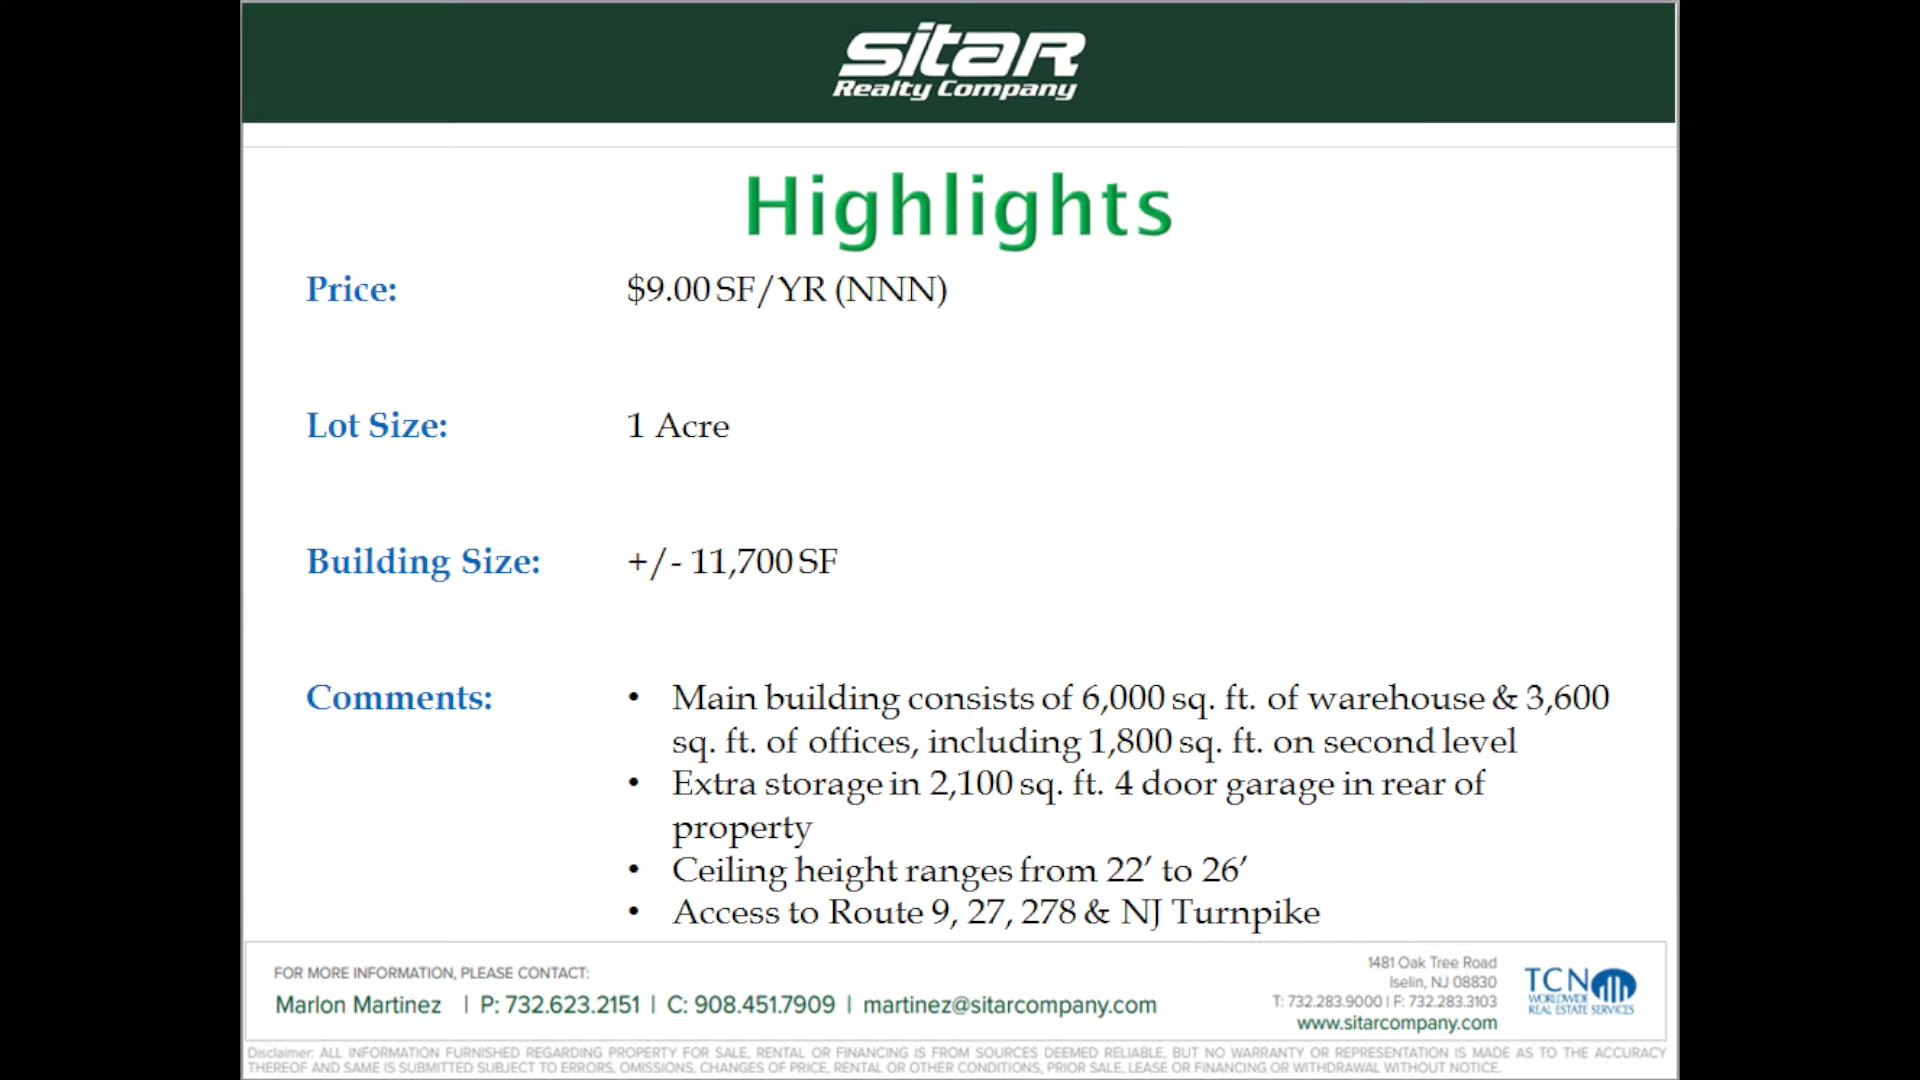 sitaR
Realty Company
Highlights
Price: $9.00 SF/YR (NNN)
Lot Size: 1 Acre
Building Size: +/- 11,700 SF
Comments: • Main building consists of 6,000 sq. ft. of warehouse & 3,600
sq. ft. of offices, including 1,800 sq. ft. on second level
• Extra storage in 2,100 sq. ft. 4 door garage in rear of
property
• Ceiling height ranges from 22′ to 26′
• Access to Route 9, 27, 278 & NJ Turnpike
FOR MORE INFORMATION, PLEASE CONTACT:
Marlon Martinez | P: 732.623.2151 | C: 908.451.7909 | martinez@sitarcompany.com
1481 Oak Tree Road
Iselin, NJ 08830
T: 732.283.9000 | F: 732.283.3103
www.sitarcompany.com
TCN
WORLDWIDE
REAL ESTATE SERVICES
Disclaimer: ALL INFORMATION FURNISHED REGARDING PROPERTY FOR SALE, RENTAL OR FINANCING IS FROM SOURCES DEEMED RELIABLE, BUT NO WARRANTY OR REPRESENTATION IS MADE AS TO THE ACCURACY
THEREOF AND SAME IS SUBMITTED SUBJECT TO ERRORS, OMISSIONS, CHANGES OF PRICE, RENTAL OR OTHER CONDITIONS, PRIOR SALE, LEASE OR FINANCING OR WITHDRAWAL WITHOUT NOTICE.